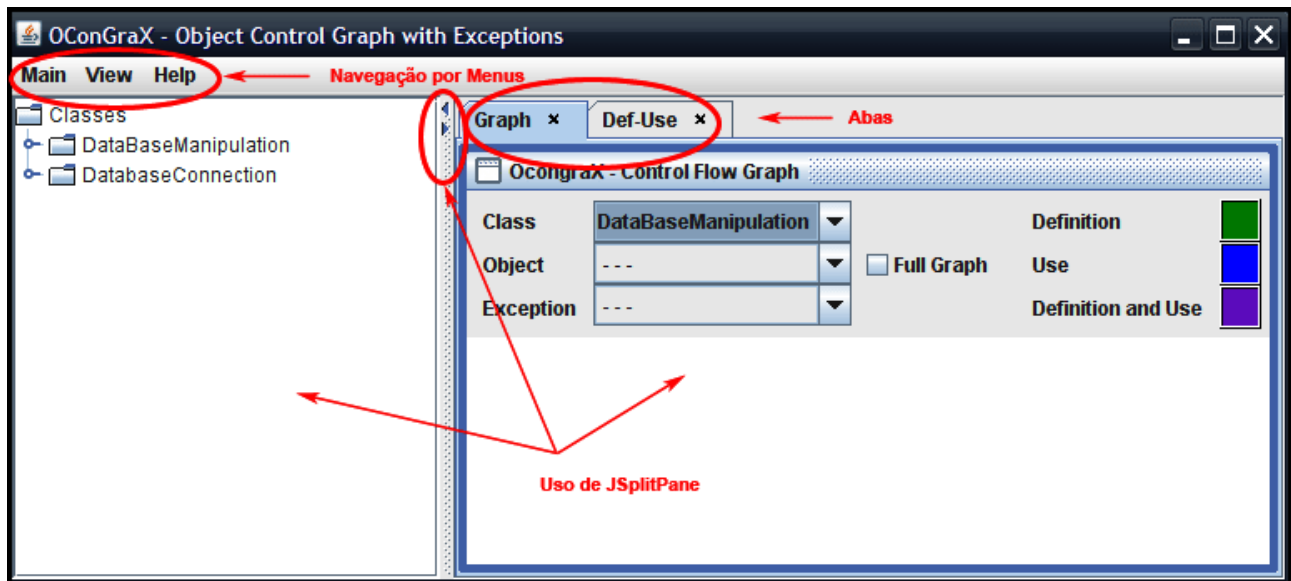 OConGraX - Object Control Graph with Exceptions
Main View Help
Navegação por Menus
Classes
DataBaseManipulation
DatabaseConnection
Graph × Def-Use ×
Abas
OcongraX - Control Flow Graph
Class DataBaseManipulation Definition
Object --- Full Graph Use
Exception --- Definition and Use
Uso de JSplitPane